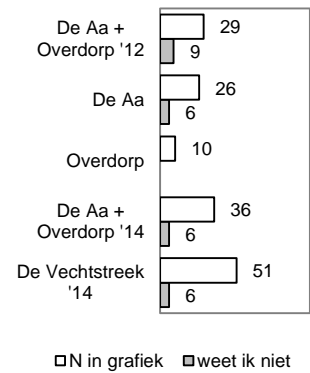 De Aa +
Overdorp '12
29
9
De Aa
26
6
Overdorp
10
De Aa +
Overdorp '14
36
6
De Vechtstreek
'14
51
6
N in grafiek
weet ik niet